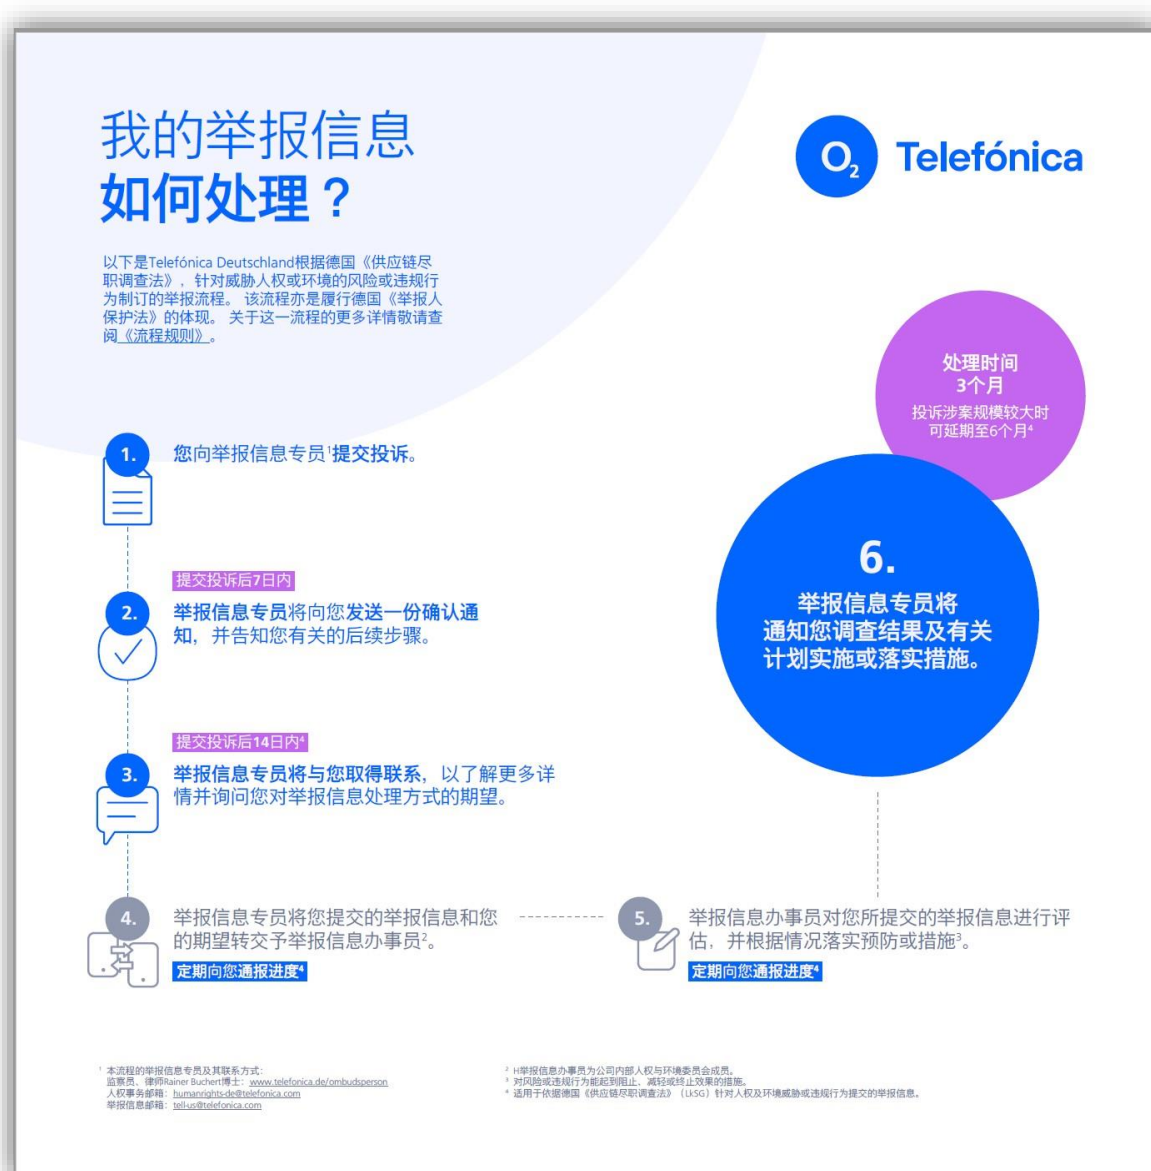 我的举报信息
如何处理？
O2 Telefónica
以下是Telefónica Deutschland根据德国《供应链尽
职调查法》，针对威胁人权或环境的风险或违规行
为制订的举报流程。 该流程亦是履行德国《举报人
保护法》的体现。 关于这一流程的更多详情敬请查
阅《流程规则》。
1.
您向举报信息专员¹提交投诉。
提交投诉后7日内
2.
举报信息专员将向您发送一份确认通
知，并告知您有关的后续步骤。
提交投诉后14日内⁴
3.
举报信息专员将与您取得联系，以了解更多详
情并询问您对举报信息处理方式的期望。
4.
举报信息专员将您提交的举报信息和您
的期望转交予举报信息办事员²。
定期向您通报进度⁴
5.
举报信息办事员对您所提交的举报信息进行评
估，并根据情况落实预防或措施³。
定期向您通报进度⁴
处理时间
3个月
投诉涉案规模较大时
可延期至6个月⁴
6.
举报信息专员将
通知您调查结果及有关
计划实施或落实措施。
¹ 本流程的举报信息专员及其联系方式：
监察员、律师Rainer Buchert博士：www.telefonica.de/ombudsperson
人权事务邮箱：humanrights-de@telefonica.com
举报信息邮箱：tell-us@telefonica.com
² H举报信息办事员为公司内部人权与环境委员会成员。
³ 对风险或违规行为能起到阻止、减轻或终止效果的措施。
⁴ 适用于依据德国《供应链尽职调查法》（LkSG）针对人权及环境威胁或违规行为提交的举报信息。